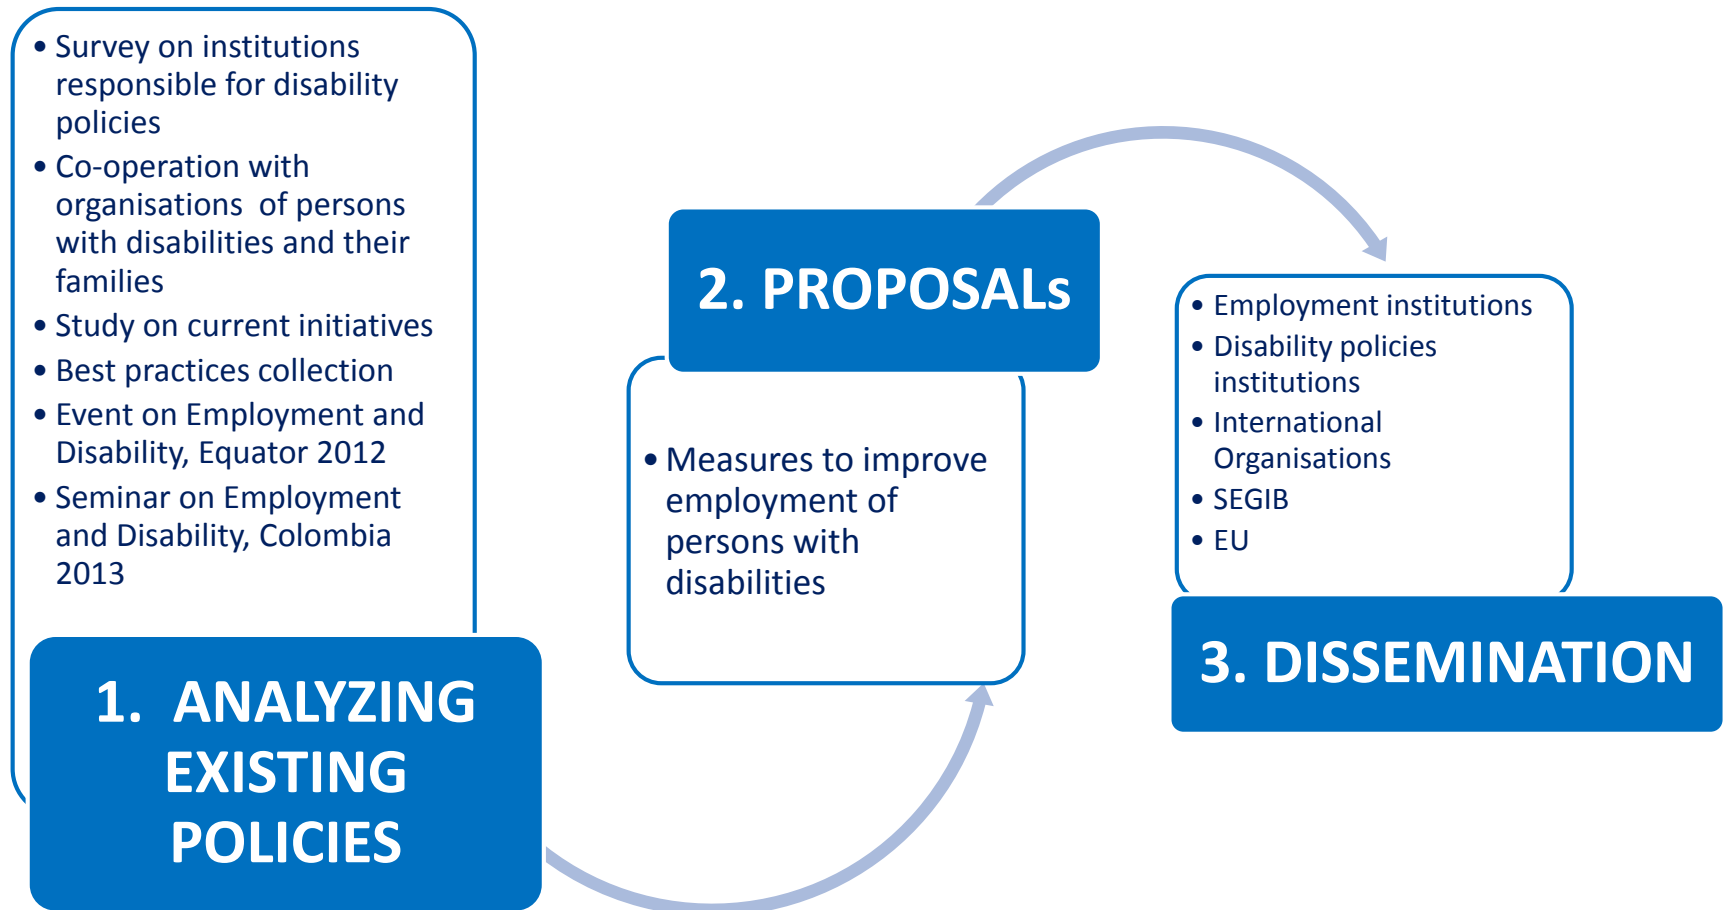 • Survey on institutions
responsible for disability
policies
• Co-operation with
organisations  of persons
with disabilities and their
families
• Study on current initiatives
• Best practices collection
• Event on Employment and
Disability, Equator 2012
• Seminar on Employment
and Disability, Colombia
2013
1.  ANALYZING
EXISTING
POLICIES
2. PROPOSALs
• Measures to improve
employment of
persons with
disabilities
• Employment institutions
• Disability policies
institutions
• International
Organisations
• SEGIB
• EU
3. DISSEMINATION